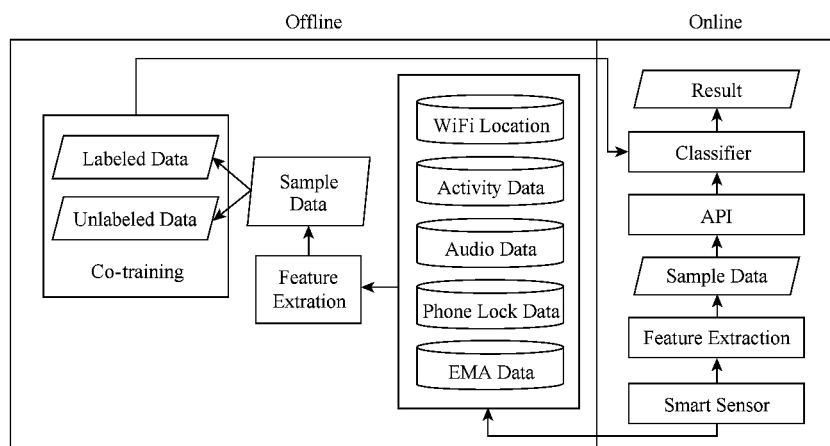 Offline
Online
Labeled Data
Unlabeled Data
Co-training
Sample
Data
Feature
Extration
WiFi Location
Activity Data
Audio Data
Phone Lock Data
EMA Data
Result
Classifier
API
Sample Data
Feature Extraction
Smart Sensor